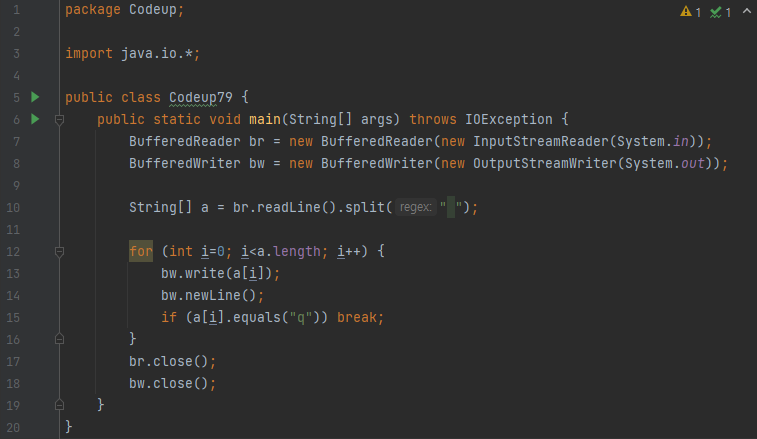 1 package Codeup;
2
3 import java.io.*;
4
5 public class Codeup79 {
6     public static void main(String[] args) throws IOException {
7         BufferedReader br = new BufferedReader(new InputStreamReader(System.in));
8         BufferedWriter bw = new BufferedWriter(new OutputStreamWriter(System.out));
9
10         String[] a = br.readLine().split( regex: " ");
11
12         for (int i=0; i<a.length; i++) {
13             bw.write(a[i]);
14             bw.newLine();
15             if (a[i].equals("q")) break;
16         }
17         br.close();
18         bw.close();
19     }
20 }
1 1